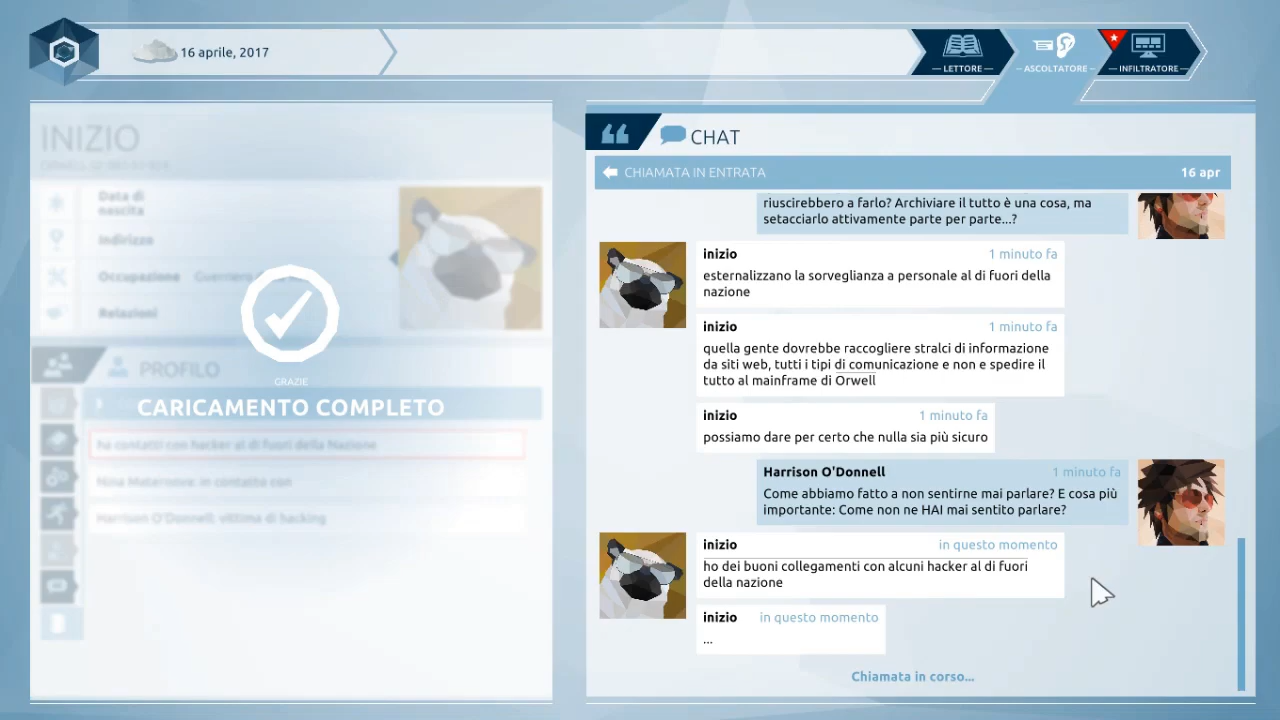 16 aprile, 2017
— LETTORE —
— ASCOLTATORE —
— INFILTRATORE —
INIZIO
Data di
nascita
Indirizzo
Occupazione
Relazioni
PROFILO
GRAZIE
CARICAMENTO COMPLETO
ha contatti con hacker al di fuori della Nazione
Nina Maternova: in contatto con
Harrison O'Donnell: vittima di hacking
CHAT
CHIAMATA IN ENTRATA
16 apr
riuscirebbero a farlo? Archiviare il tutto è una cosa, ma
setacciarlo attivamente parte per parte...?
inizio 1 minuto fa
esternalizzano la sorveglianza a personale al di fuori della
nazione
inizio 1 minuto fa
quella gente dovrebbe raccogliere stralci di informazione
da siti web, tutti i tipi di comunicazione e non e spedire il
tutto al mainframe di Orwell
inizio 1 minuto fa
possiamo dare per certo che nulla sia più sicuro
Harrison O'Donnell 1 minuto fa
Come abbiamo fatto a non sentirne mai parlare? E cosa più
importante: Come non ne HAI mai sentito parlare?
inizio in questo momento
ho dei buoni collegamenti con alcuni hacker al di fuori
della nazione
inizio in questo momento
...
Chiamata in corso...